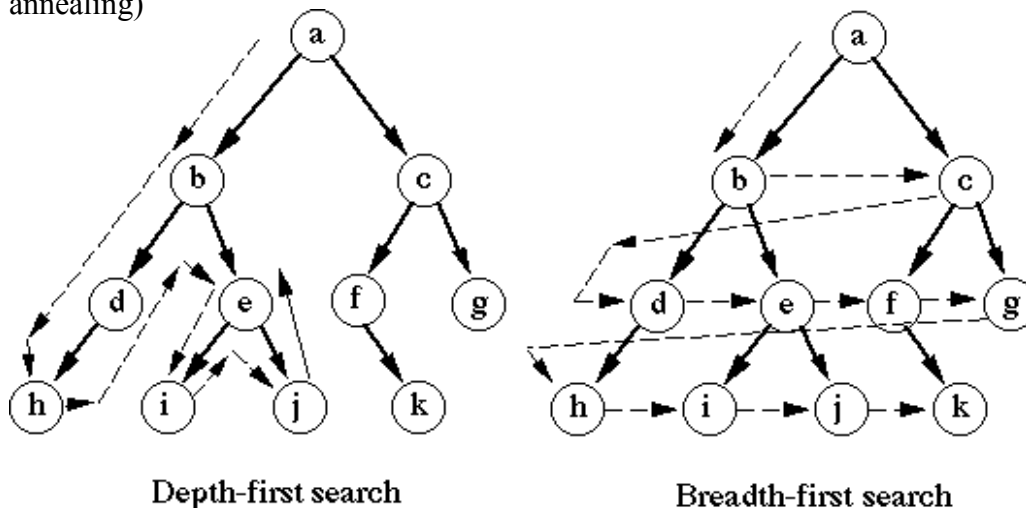 annealing)
a a
b c b c
d e f g d e f g
h i j k h i j k
Depth-first search Breadth-first search